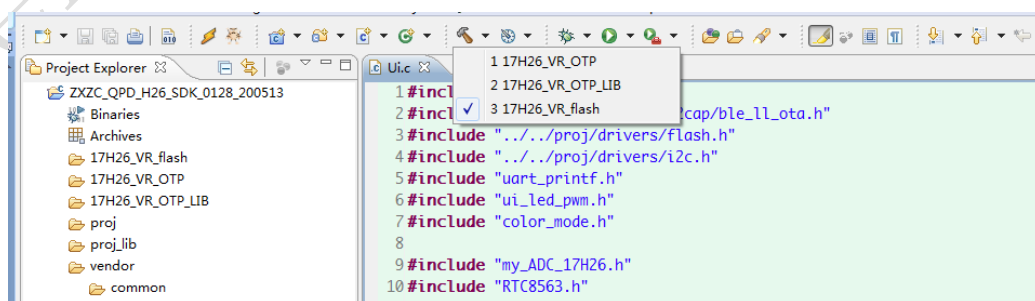 Project Explorer
Ui.c
1 17H26_VR_OTP
2 17H26_VR_OTP_LIB
3 17H26_VR_flash
ZXZC_QPD_H26_SDK_0128_200513
Binaries
Archives
17H26_VR_flash
17H26_VR_OTP
17H26_VR_OTP_LIB
proj
proj_lib
vendor
common
1 #incl
2 #incl 2cap/ble_ll_ota.h"
3 #include "../../proj/drivers/flash.h"
4 #include "../../proj/drivers/i2c.h"
5 #include "uart_printf.h"
6 #include "ui_led_pwm.h"
7 #include "color_mode.h"
8
9 #include "my_ADC_17H26.h"
10 #include "RTC8563.h"